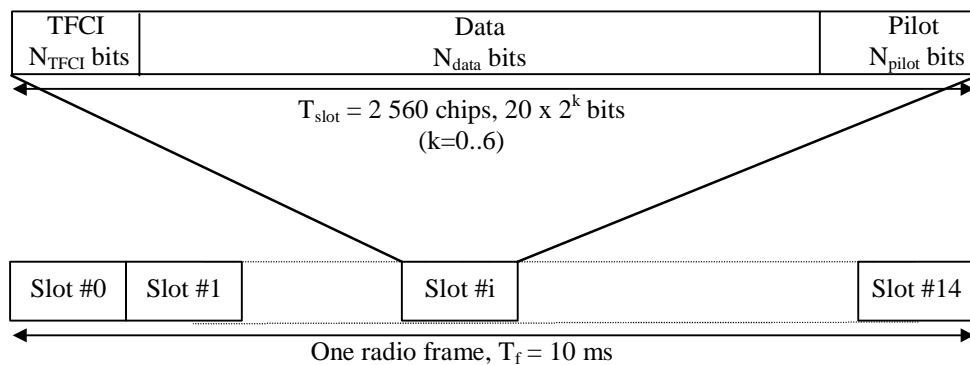 TFCI
N_TFCI bits
Data
N_data bits
Pilot
N_pilot bits
T_slot = 2 560 chips, 20 x 2^k bits
(k=0..6)
Slot #0
Slot #1
Slot #i
Slot #14
One radio frame, T_f = 10 ms